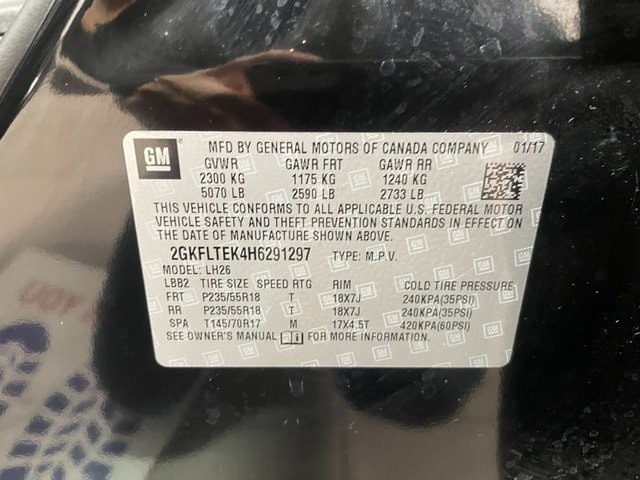 GM
MFD BY GENERAL MOTORS OF CANADA COMPANY 01/17
GVWR GAWR FRT GAWR RR
2300 KG 1175 KG 1240 KG
5070 LB 2590 LB 2733 LB
THIS VEHICLE CONFORMS TO ALL APPLICABLE U.S. FEDERAL MOTOR
VEHICLE SAFETY AND THEFT PREVENTION STANDARDS IN EFFECT ON
THE DATE OF MANUFACTURE SHOWN ABOVE.
2GKFLTEK4H6291297 TYPE: M.P.V.
MODEL: LH26
LBB2 TIRE SIZE SPEED RTG RIM COLD TIRE PRESSURE
FRT P235/55R18 T 18X7J 240KPA(35PSI)
RR P235/55R18 T 18X7J 240KPA(35PSI)
SPA T145/70R17 M 17X4.5T 420KPA(60PSI)
SEE OWNER'S MANUAL FOR MORE INFORMATION.